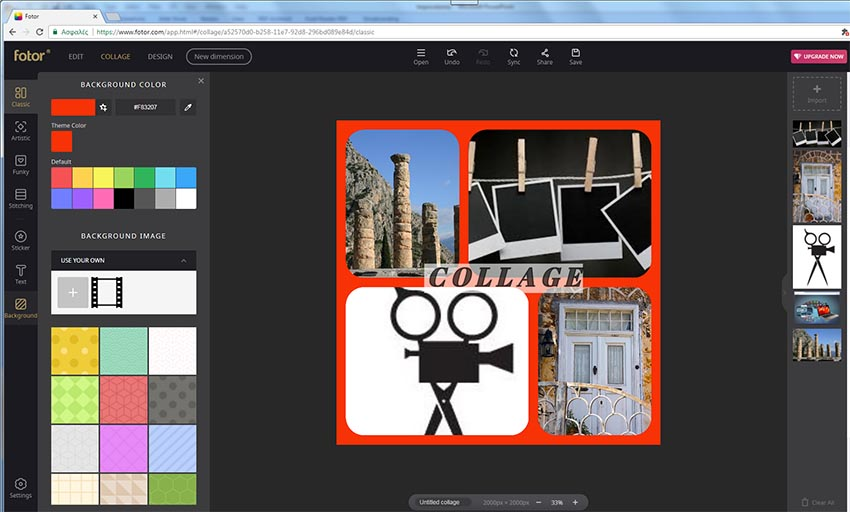 Fotor
Ασφαλές
https://www.fotor.com/app.html#/collage/a52570d0-b258-11e7-92d8-296bd089e84d/classic
fotor
EDIT
COLLAGE
DESIGN
New dimension
Open
Undo
Redo
Sync
Share
Save
UPGRADE NOW
Classic
Artistic
Funky
Stitching
Sticker
Text
Background
Settings
BACKGROUND COLOR
#F83207
Theme Color
Default
BACKGROUND IMAGE
USE YOUR OWN
COLLAGE
Import
Clear All
Untitled collage
2000px × 2000px
33%